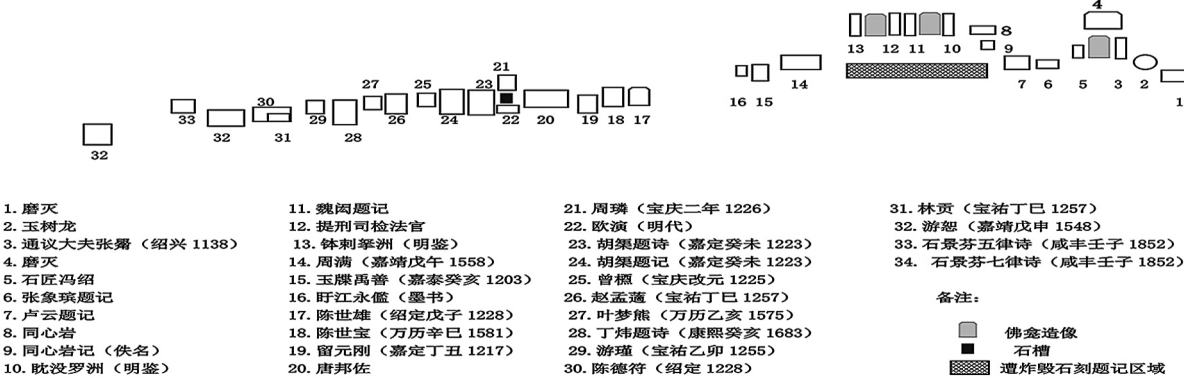 4
13 12 11 10 8
9
21
27 25 23
14
7 6 5 3 2
16 15
1
30
33 32 31 29 28 26 24 22 20 19 18 17
32
1. 磨灭
2. 玉树龙
3. 通议大夫张匔（绍兴 1138）
4. 磨灭
5. 石匠冯绍
6. 张象瑸题记
7. 卢云题记
8. 同心岩
9. 同心岩记（佚名）
10. 眈没罗洲（明鉴）
11. 魏闳题记
12. 提刑司检法官
13. 钵刺拏洲（明鉴）
14. 周满（嘉靖戊午 1558）
15. 玉牒禹善（嘉泰癸亥 1203）
16. 盱江永儖（墨书）
17. 陈世雄（绍定戊子 1228）
18. 陈世宝（万历辛巳 1581）
19. 留元刚（嘉定丁丑 1217）
20. 唐邦佐
21. 周璘（宝庆二年 1226）
22. 欧演（明代）
23. 胡榘题诗（嘉定癸未 1223）
24. 胡榘题记（嘉定癸未 1223）
25. 曾槱（宝庆改元 1225）
26. 赵孟薖（宝祐丁巳 1257）
27. 叶梦熊（万历乙亥 1575）
28. 丁炜题诗（康熙癸亥 1683）
29. 游瑾（宝祐乙卯 1255）
30. 陈德符（绍定 1228）
31. 林贡（宝祐丁巳 1257）
32. 游恕（嘉靖戊申 1548）
33. 石景芬五律诗（咸丰壬子 1852）
34. 石景芬七律诗（咸丰壬子 1852）
备注：
佛龛造像
石槽
遭炸毁石刻题记区域